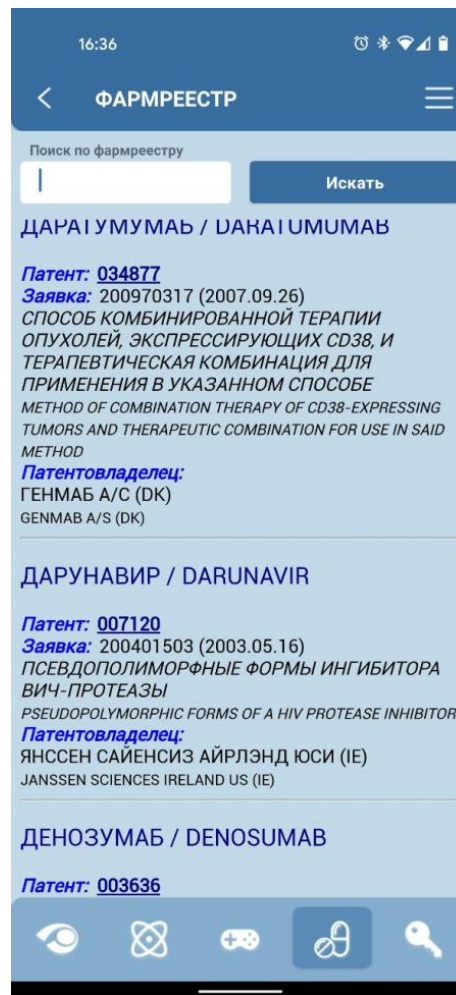 16:36
ФАРМРЕЕСТР
Поиск по фармреестру
Искать
ДАРАТУМУМАБ / DARATUMUMAB
Патент: 034877
Заявка: 200970317 (2007.09.26)
СПОСОБ КОМБИНИРОВАННОЙ ТЕРАПИИ
ОПУХОЛЕЙ, ЭКСПРЕССИРУЮЩИХ CD38, И
ТЕРАПЕВТИЧЕСКАЯ КОМБИНАЦИЯ ДЛЯ
ПРИМЕНЕНИЯ В УКАЗАННОМ СПОСОБЕ
METHOD OF COMBINATION THERAPY OF CD38-EXPRESSING
TUMORS AND THERAPEUTIC COMBINATION FOR USE IN SAID
METHOD
Патентовладелец:
ГЕНМАБ А/С (DK)
GENMAB A/S (DK)
ДАРУНАВИР / DARUNAVIR
Патент: 007120
Заявка: 200401503 (2003.05.16)
ПСЕВДОПОЛИМОРФНЫЕ ФОРМЫ ИНГИБИТОРА
ВИЧ-ПРОТЕАЗЫ
PSEUDOPOLYMORPHIC FORMS OF A HIV PROTEASE INHIBITOR
Патентовладелец:
ЯНССЕН САЙЕНСИЗ АЙРЛЭНД ЮСИ (IE)
JANSSEN SCIENCES IRELAND US (IE)
ДЕНОЗУМАБ / DENOSUMAB
Патент: 003636